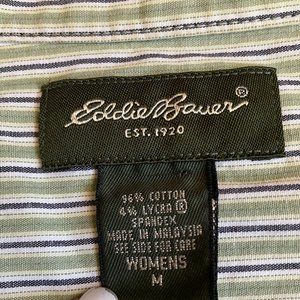 Eddie Bauer®
EST. 1920
96% COTTON
4% LYCRA ®
SPANDEX
MADE IN MALAYSIA
SEE SIDE FOR CARE
WOMENS
M